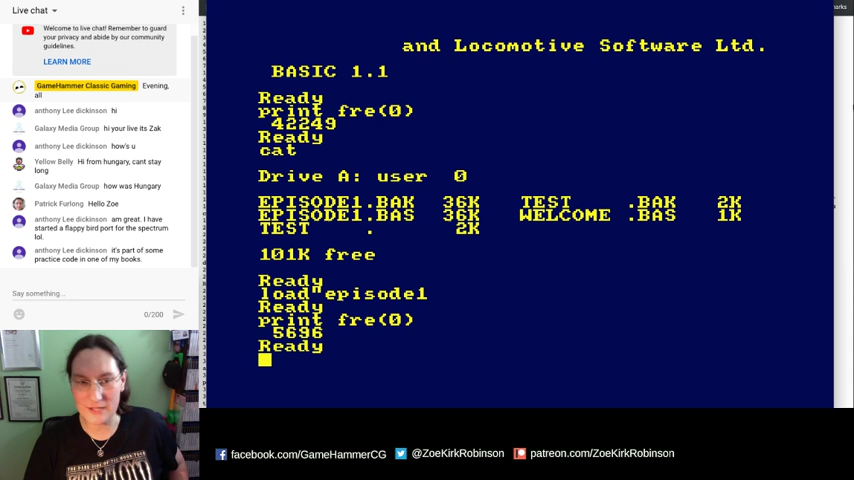 Live chat
Welcome to live chat! Remember to guard
your privacy and abide by our community
guidelines.
LEARN MORE
GameHammer Classic Gaming Evening,
all
anthony Lee dickinson hi
Galaxy Media Group hi your live its Zak
anthony Lee dickinson how's u
Yellow Belly Hi from hungary, cant stay
long
Galaxy Media Group how was Hungary
Patrick Furlong Hello Zoe
anthony Lee dickinson am great. I have
started a flappy bird port for the spectrum
lol.
anthony Lee dickinson it's part of some
practice code in one of my books.
Say something...
0/200
and Locomotive Software Ltd.
BASIC 1.1
Ready
print fre(0)
42249
Ready
cat
Drive A: user 0
EPISODE1.BAK 36K TEST .BAK 2K
EPISODE1.BAS 36K WELCOME .BAS 1K
TEST . 2K
101K free
Ready
load"episode1
Ready
print fre(0)
5696
Ready
facebook.com/GameHammerCG @ZoeKirkRobinson patreon.com/ZoeKirkRobinson